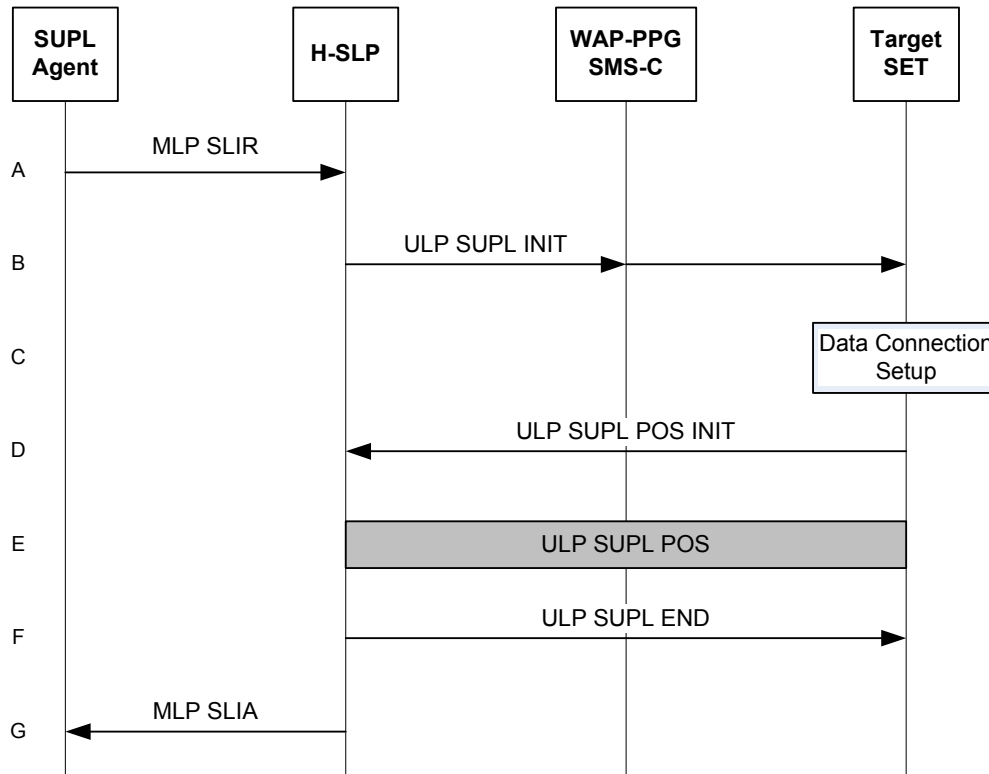 SUPL
Agent
H-SLP
WAP-PPG
SMS-C
Target
SET
A
MLP SLIR
B
ULP SUPL INIT
C
Data Connection
Setup
D
ULP SUPL POS INIT
E
ULP SUPL POS
F
ULP SUPL END
G
MLP SLIA